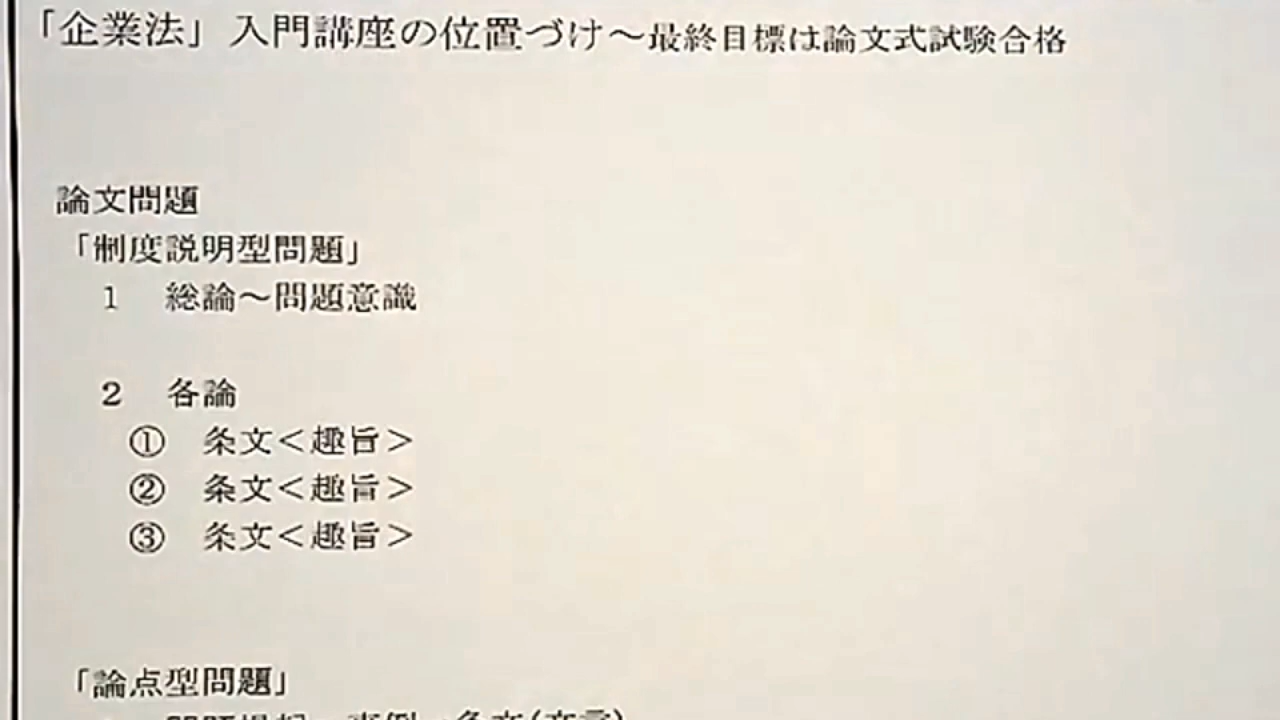 「企業法」入門講座の位置づけ～最終目標は論文式試験合格
論文問題
「制度説明型問題」
1 総論～問題意識
2 各論
① 条文＜趣旨＞
② 条文＜趣旨＞
③ 条文＜趣旨＞
「論点型問題」